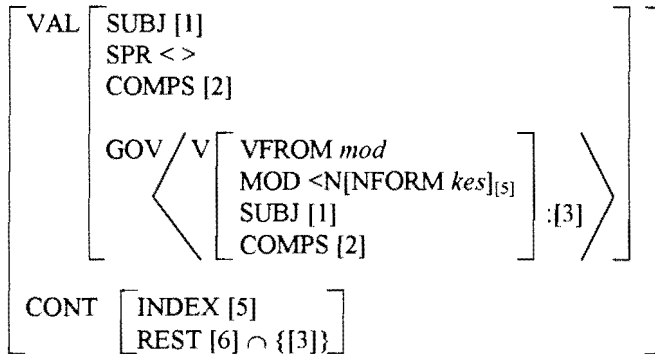 VAL SUBJ [1]
SPR < >
COMPS [2]
GOV V VFROM mod
MOD <N[NFORM kes][5]
SUBJ [1]
COMPS [2]
:[3]
CONT INDEX [5]
REST [6] ∩ {[3]}